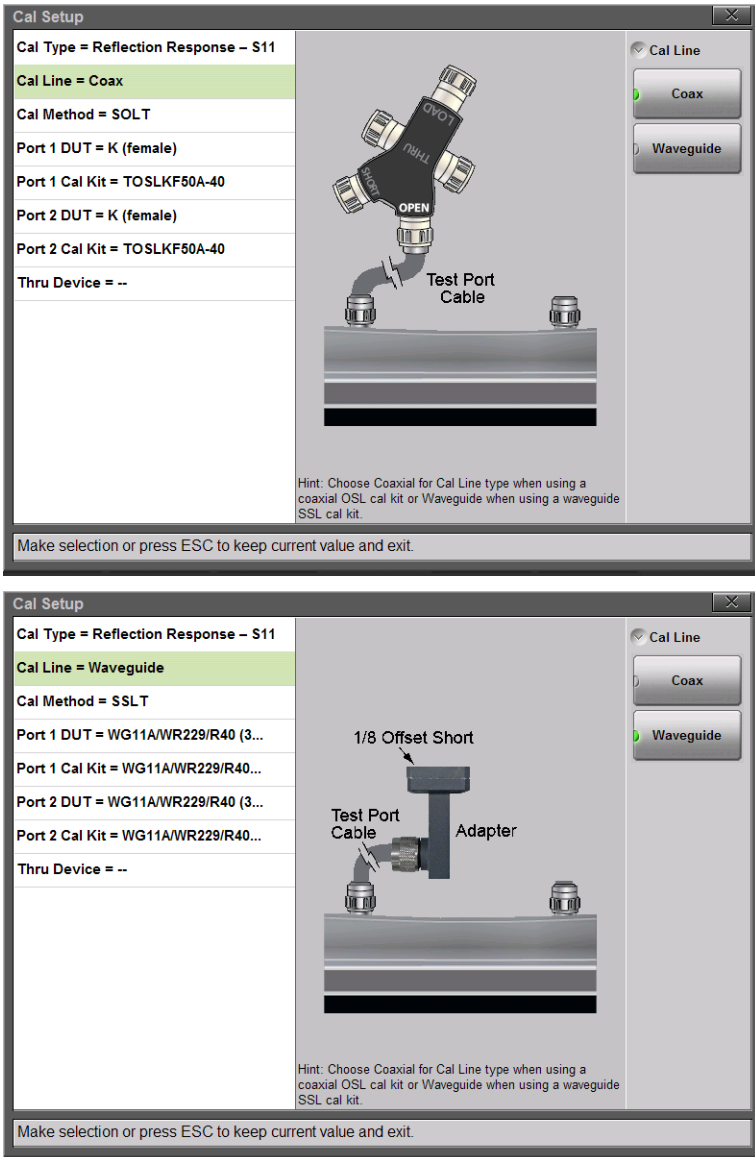 Cal Setup
Cal Type = Reflection Response – S11
Cal Line = Coax
Cal Method = SOLT
Port 1 DUT = K (female)
Port 1 Cal Kit = TOSLKF50A-40
Port 2 DUT = K (female)
Port 2 Cal Kit = TOSLKF50A-40
Thru Device = --
LOAD
THRU
SHORT
OPEN
Test Port
Cable
Hint: Choose Coaxial for Cal Line type when using a
coaxial OSL cal kit or Waveguide when using a waveguide
SSL cal kit.
Cal Line
Coax
Waveguide
Make selection or press ESC to keep current value and exit.
Cal Setup
Cal Type = Reflection Response – S11
Cal Line = Waveguide
Cal Method = SSLT
Port 1 DUT = WG11A/WR229/R40 (3...
Port 1 Cal Kit = WG11A/WR229/R40...
Port 2 DUT = WG11A/WR229/R40 (3...
Port 2 Cal Kit = WG11A/WR229/R40...
Thru Device = --
1/8 Offset Short
Test Port
Cable
Adapter
Hint: Choose Coaxial for Cal Line type when using a
coaxial OSL cal kit or Waveguide when using a waveguide
SSL cal kit.
Cal Line
Coax
Waveguide
Make selection or press ESC to keep current value and exit.